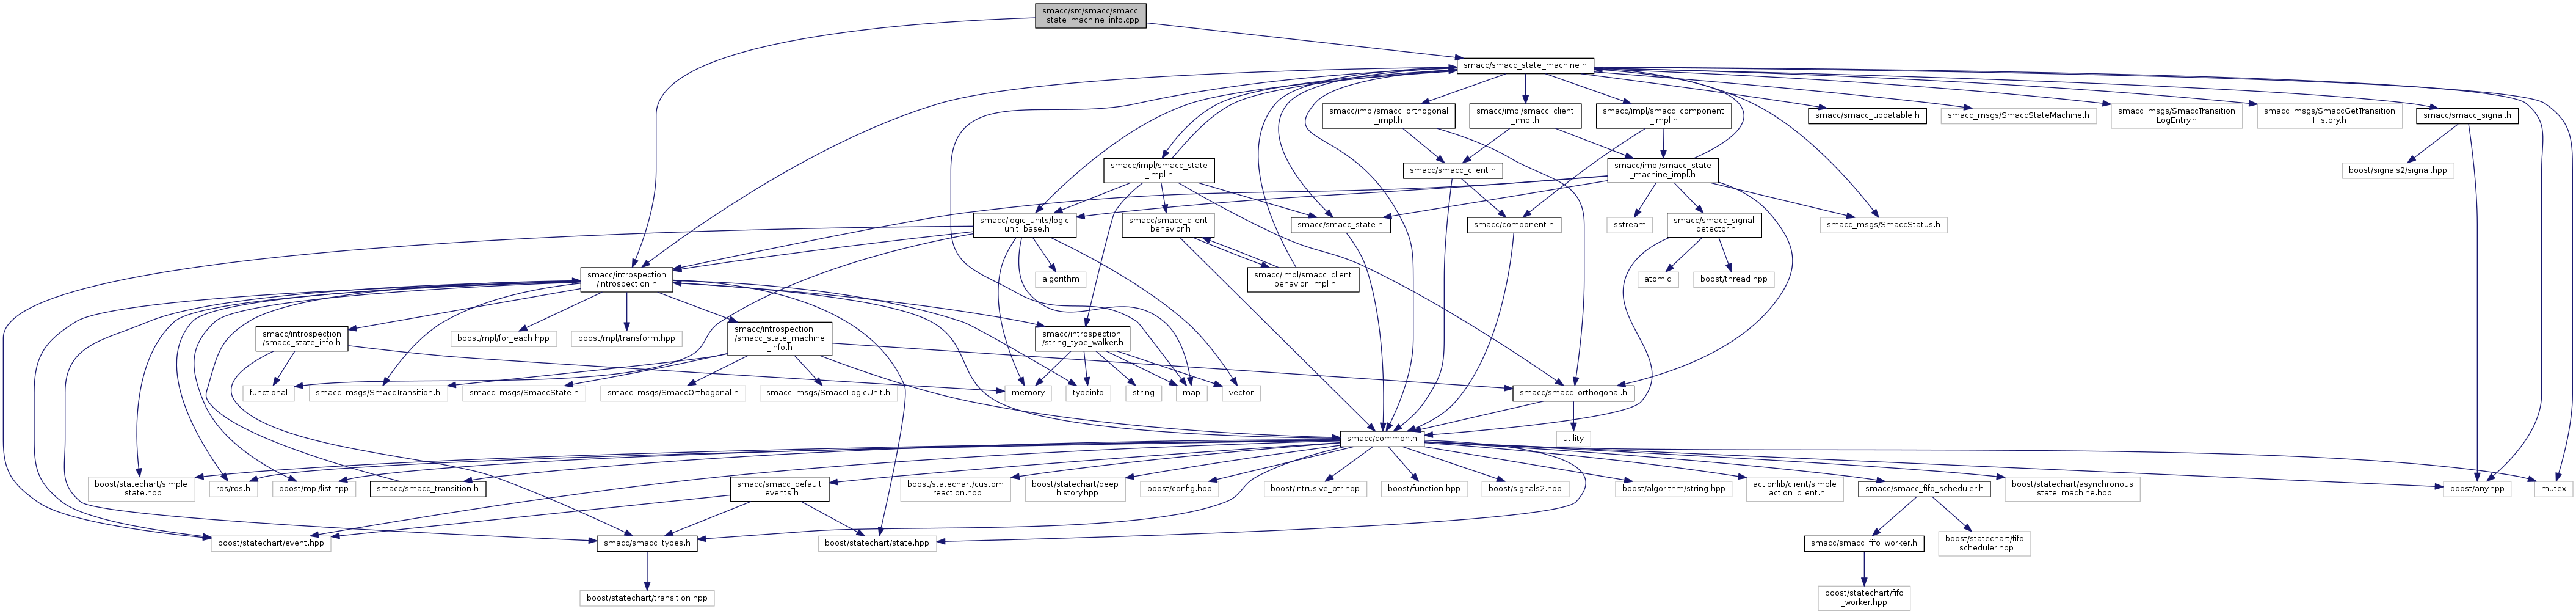 smacc/src/smacc/smacc
_state_machine_info.cpp
smacc/smacc_state_machine.h
smacc/impl/smacc_orthogonal
_impl.h
smacc/impl/smacc_client
_impl.h
smacc/impl/smacc_component
_impl.h
smacc/smacc_updatable.h
smacc_msgs/SmaccStateMachine.h
smacc_msgs/SmaccTransition
LogEntry.h
smacc_msgs/SmaccGetTransition
History.h
smacc/smacc_signal.h
smacc/impl/smacc_state
_impl.h
smacc/smacc_client.h
smacc/impl/smacc_state
_machine_impl.h
boost/signals2/signal.hpp
smacc/logic_units/logic
_unit_base.h
smacc/smacc_client
_behavior.h
smacc/smacc_state.h
smacc/component.h
sstream
smacc/smacc_signal
_detector.h
smacc_msgs/SmaccStatus.h
smacc/introspection
/introspection.h
algorithm
smacc/impl/smacc_client
_behavior_impl.h
atomic
boost/thread.hpp
smacc/introspection
/smacc_state_info.h
boost/mpl/for_each.hpp
boost/mpl/transform.hpp
smacc/introspection
/smacc_state_machine
_info.h
smacc/introspection
/string_type_walker.h
functional
smacc_msgs/SmaccTransition.h
smacc_msgs/SmaccState.h
smacc_msgs/SmaccOrthogonal.h
smacc_msgs/SmaccLogicUnit.h
memory
typeinfo
string
map
vector
smacc/smacc_orthogonal.h
smacc/common.h
utility
boost/statechart/simple
_state.hpp
ros/ros.h
boost/mpl/list.hpp
smacc/smacc_transition.h
smacc/smacc_default
_events.h
boost/statechart/custom
_reaction.hpp
boost/statechart/deep
_history.hpp
boost/config.hpp
boost/intrusive_ptr.hpp
boost/function.hpp
boost/signals2.hpp
boost/algorithm/string.hpp
actionlib/client/simple
_action_client.h
smacc/smacc_fifo_scheduler.h
boost/statechart/asynchronous
_state_machine.hpp
boost/any.hpp
mutex
boost/statechart/event.hpp
smacc/smacc_types.h
boost/statechart/state.hpp
smacc/smacc_fifo_worker.h
boost/statechart/fifo
_scheduler.hpp
boost/statechart/transition.hpp
boost/statechart/fifo
_worker.hpp